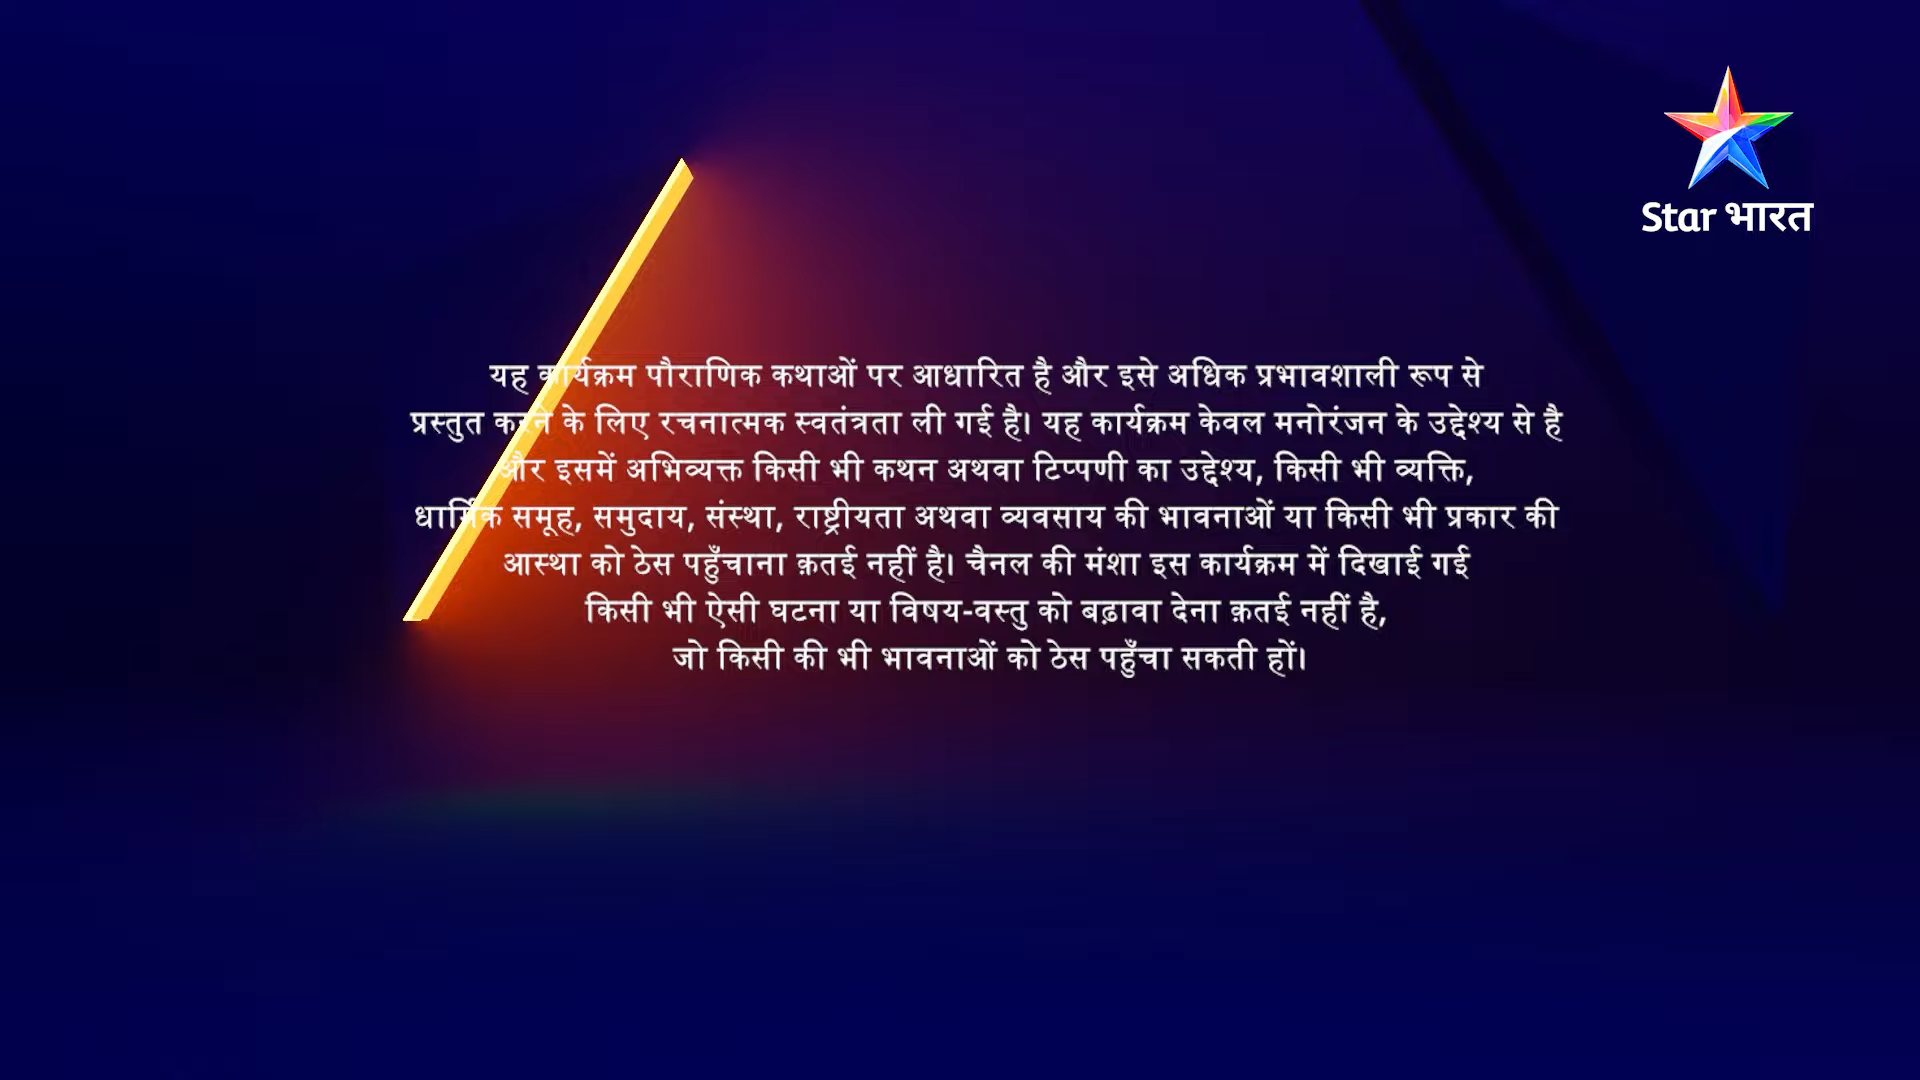 Star भारत
यह कार्यक्रम पौराणिक कथाओं पर आधारित है और इसे अधिक प्रभावशाली रूप से
प्रस्तुत करने के लिए रचनात्मक स्वतंत्रता ली गई है। यह कार्यक्रम केवल मनोरंजन के उद्देश्य से है
और इसमें अभिव्यक्त किसी भी कथन अथवा टिप्पणी का उद्देश्य, किसी भी व्यक्ति,
धार्मिक समूह, समुदाय, संस्था, राष्ट्रीयता अथवा व्यवसाय की भावनाओं या किसी भी प्रकार की
आस्था को ठेस पहुँचाना क़तई नहीं है। चैनल की मंशा इस कार्यक्रम में दिखाई गई
किसी भी ऐसी घटना या विषय-वस्तु को बढ़ावा देना क़तई नहीं है,
जो किसी की भी भावनाओं को ठेस पहुँचा सकती हों।